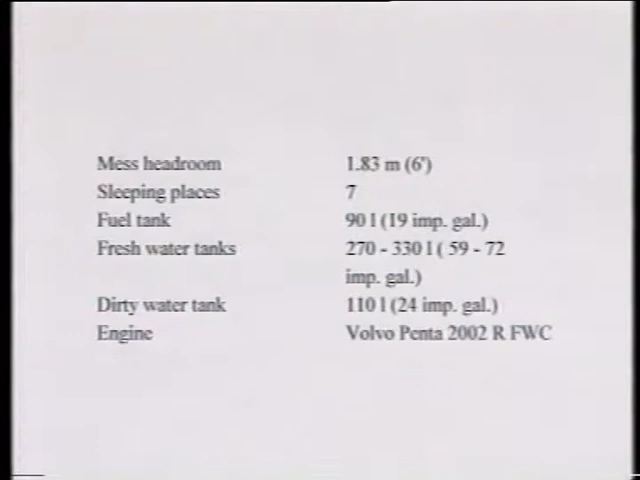 Mess headroom 1.83 m (6')
Sleeping places 7
Fuel tank 90 l (19 imp. gal.)
Fresh water tanks 270 - 330 l ( 59 - 72
imp. gal.)
Dirty water tank 110 l (24 imp. gal.)
Engine Volvo Penta 2002 R FWC